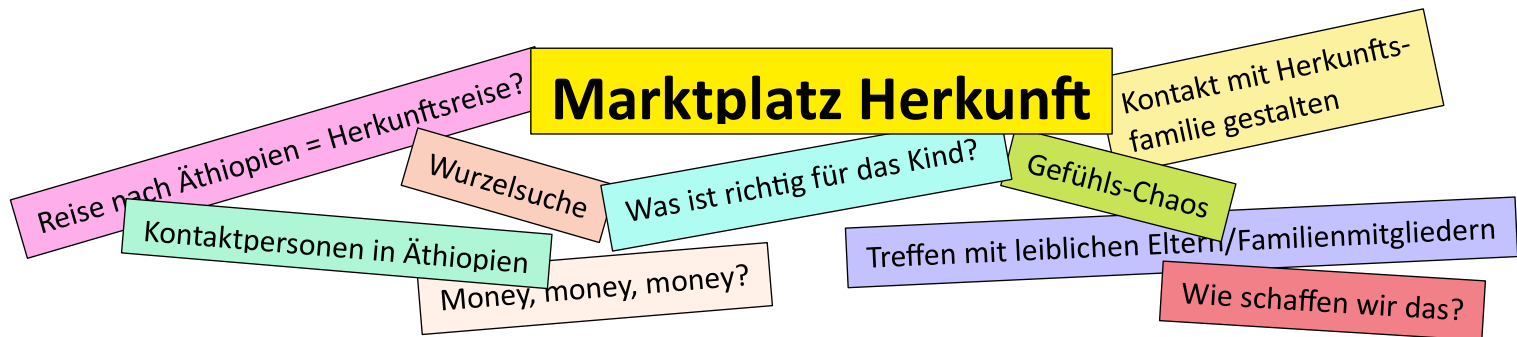 Marktplatz Herkunft
Reise nach Äthiopien = Herkunftsreise?
Kontakt mit Herkunfts-
familie gestalten
Wurzelsuche
Was ist richtig für das Kind?
Gefühls-Chaos
Kontaktpersonen in Äthiopien
Treffen mit leiblichen Eltern/Familienmitgliedern
Money, money, money?
Wie schaffen wir das?